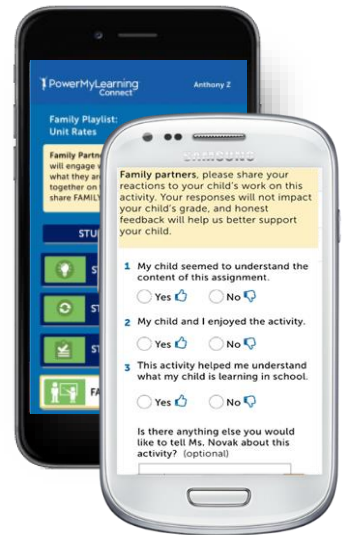 PowerMyLearning
Connect
Anthony Z
Family Playlist:
Unit Rates
Family Partn
will engage
what they are
together on
share FAMILY
STU
S
S
S
FA
SAMSUNG
Family partners, please share your
reactions to your child's work on this
activity. Your responses will not impact
your child's grade, and honest
feedback will help us better support
your child.
1 My child seemed to understand the
content of this assignment.
Yes No
2 My child and I enjoyed the activity.
Yes No
3 This activity helped me understand
what my child is learning in school.
Yes No
Is there anything else you would
like to tell Ms. Novak about this
activity? (optional)